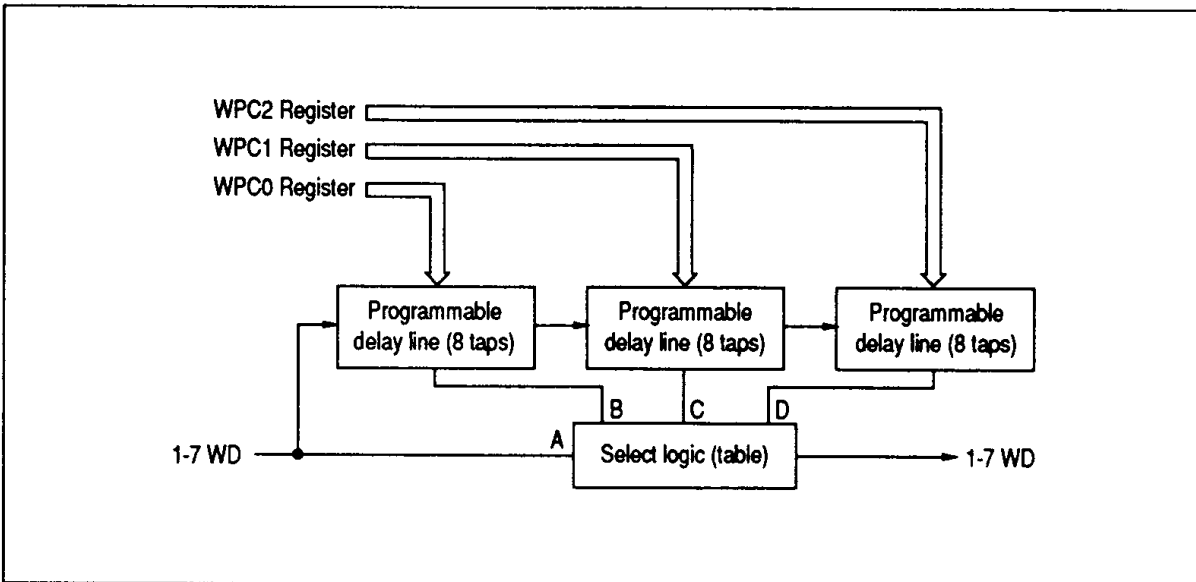 WPC2 Register
WPC1 Register
WPC0 Register
Programmable
delay line (8 taps)
Programmable
delay line (8 taps)
Programmable
delay line (8 taps)
B
C
D
A
1-7 WD
Select logic (table)
1-7 WD